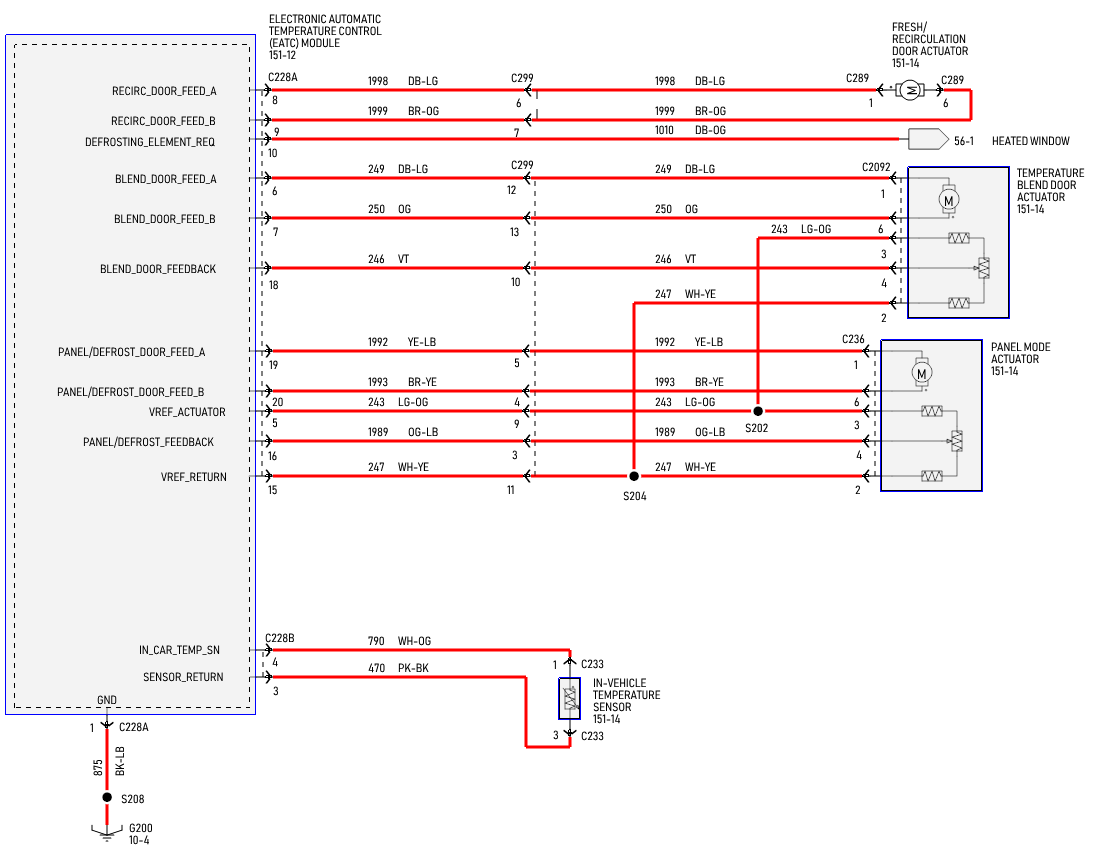 ELECTRONIC AUTOMATIC
TEMPERATURE CONTROL
(EATC) MODULE
151-12
FRESH/
RECIRCULATION
DOOR ACTUATOR
151-14
RECIRC_DOOR_FEED_A
C228A
8
1998 DB-LG
C299
6
1998 DB-LG
C289
1
M
C289
6
RECIRC_DOOR_FEED_B
9
1999 BR-OG
7
1999 BR-OG
DEFROSTING_ELEMENT_REQ
10
1010 DB-OG
56-1 HEATED WINDOW
BLEND_DOOR_FEED_A
6
249 DB-LG
C299
12
249 DB-LG
C2092
1
TEMPERATURE
BLEND DOOR
ACTUATOR
151-14
M
BLEND_DOOR_FEED_B
7
250 OG
13
250 OG
6
243 LG-OG
3
BLEND_DOOR_FEEDBACK
18
246 VT
10
246 VT
4
247 WH-YE
2
PANEL/DEFROST_DOOR_FEED_A
19
1992 YE-LB
5
1992 YE-LB
C236
1
PANEL MODE
ACTUATOR
151-14
M
PANEL/DEFROST_DOOR_FEED_B
20
1993 BR-YE
4
1993 BR-YE
6
VREF_ACTUATOR
5
243 LG-OG
9
243 LG-OG
S202
3
PANEL/DEFROST_FEEDBACK
16
1989 OG-LB
3
1989 OG-LB
4
VREF_RETURN
15
247 WH-YE
11
247 WH-YE
S204
2
IN_CAR_TEMP_SN
C228B
4
790 WH-OG
1 C233
SENSOR_RETURN
3
470 PK-BK
IN-VEHICLE
TEMPERATURE
SENSOR
151-14
3 C233
GND
1 C228A
875 BK-LB
S208
G200
10-4